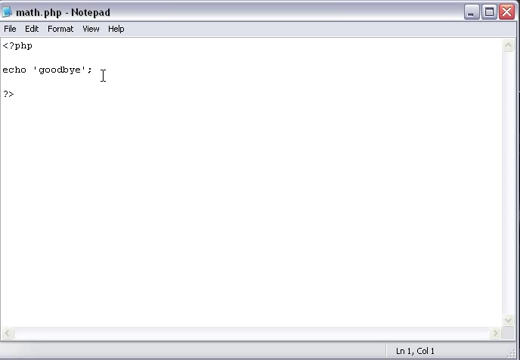 math.php - Notepad
File Edit Format View Help
<?php
echo 'goodbye';
?>
Ln 1, Col 1